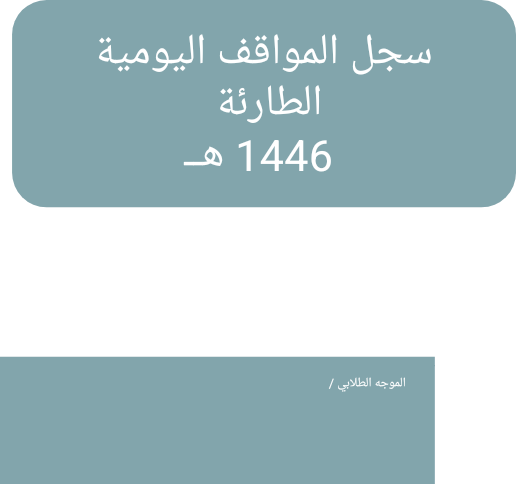 سجل المواقف اليومية
الطارئة
1446 هـ
الموجه الطلابي /